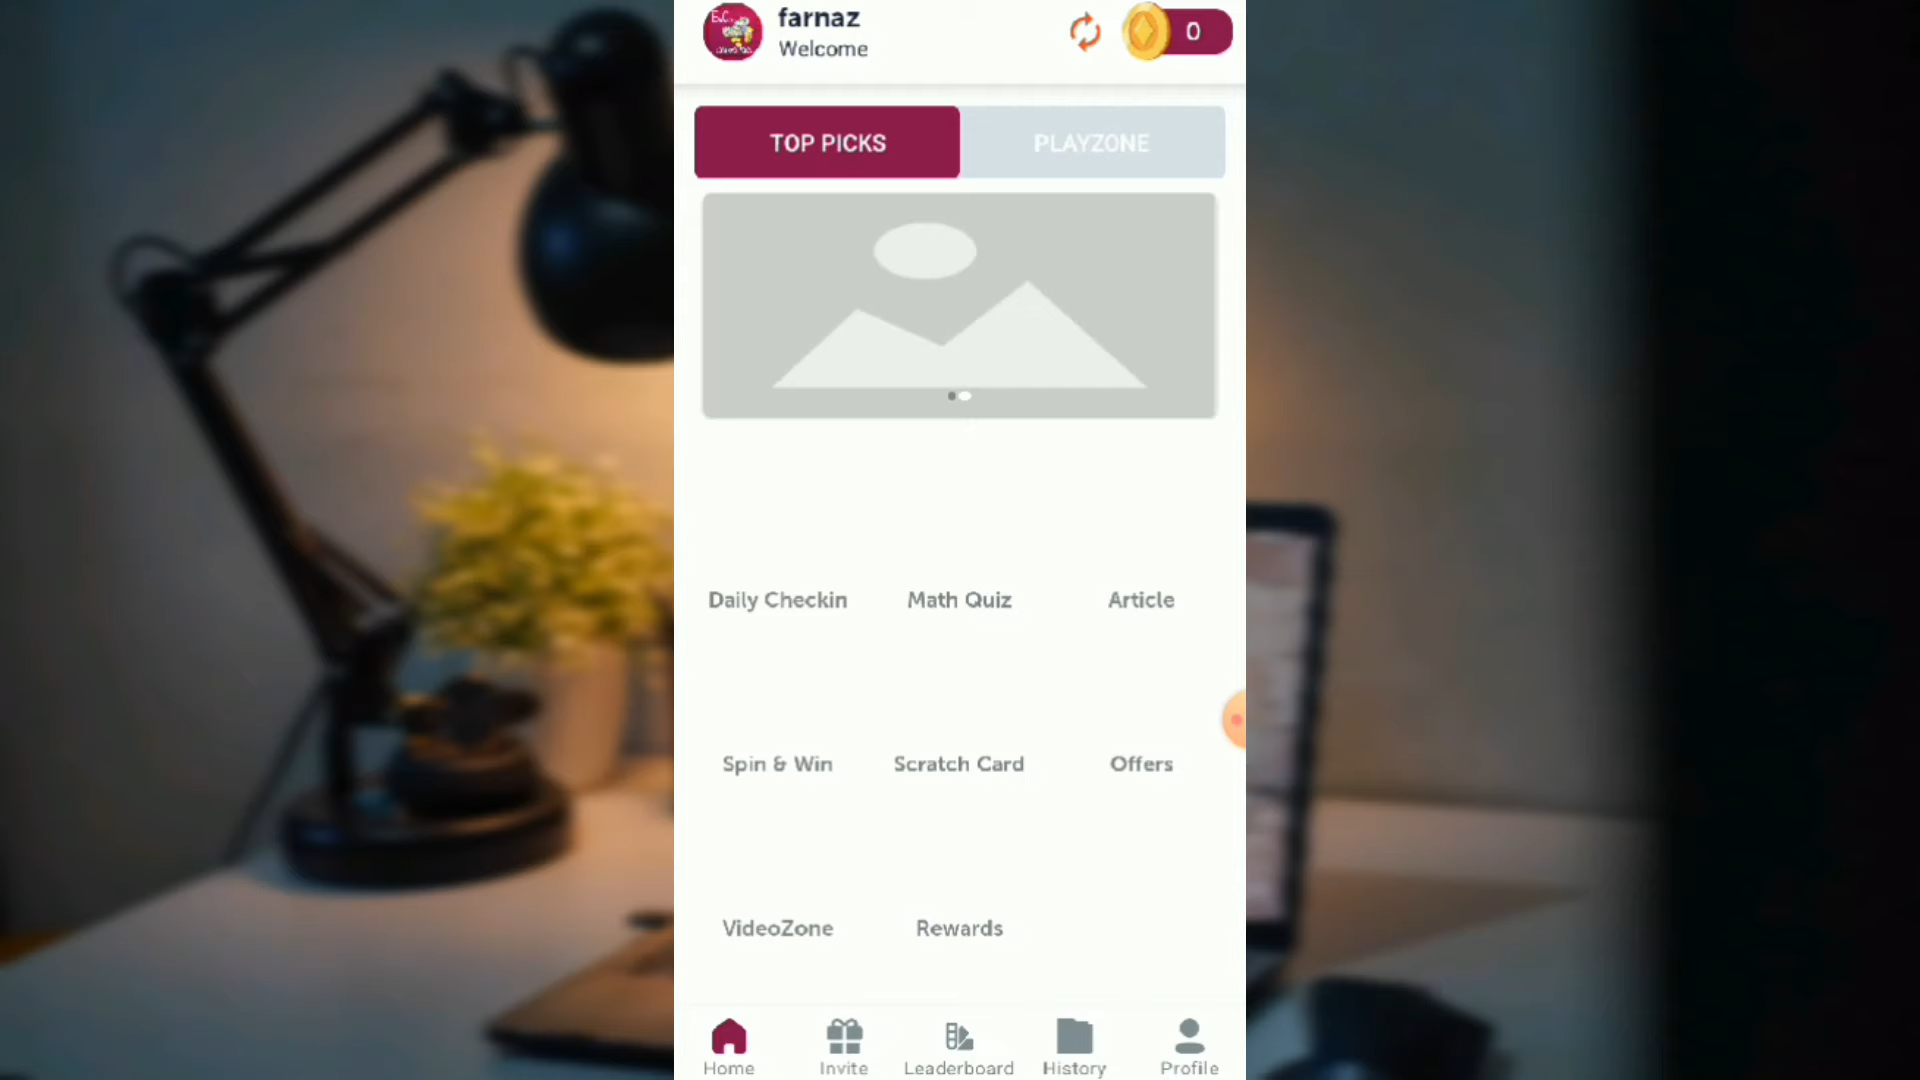 farnaz
Welcome
0
TOP PICKS
PLAYZONE
Daily Checkin
Math Quiz
Article
Spin & Win
Scratch Card
Offers
VideoZone
Rewards
Home
Invite
Leaderboard
History
Profile